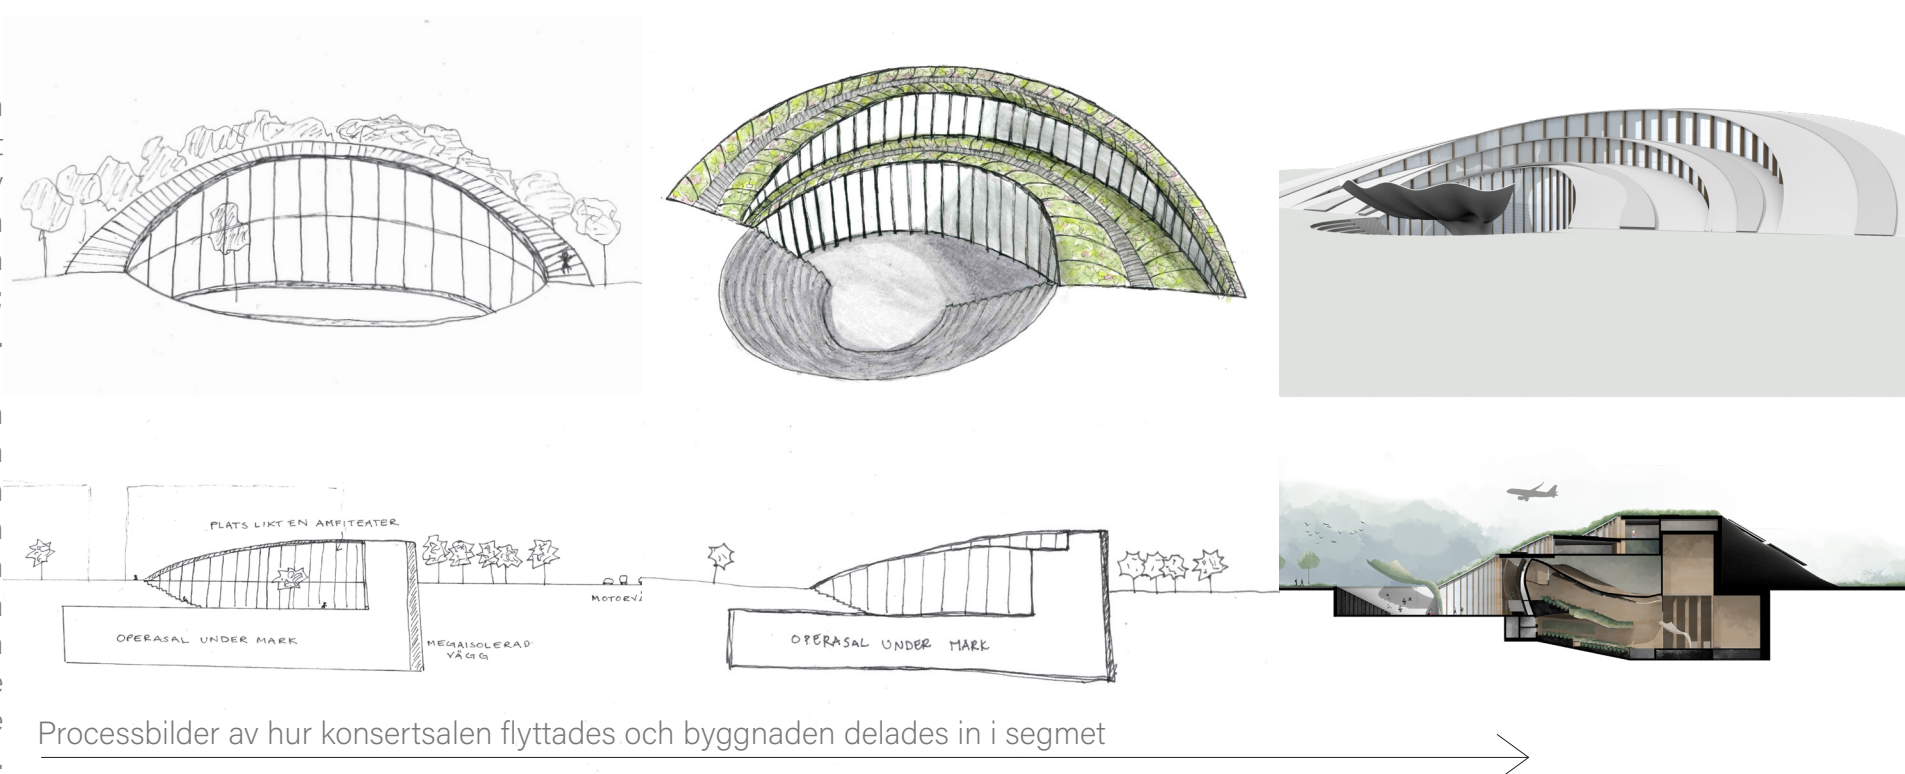 PLATS LIKT EN AMFITEATER
MOTORVÄ
OPERASAL UNDER MARK
MEGAISOLERAD
VÄGG
OPERASAL UNDER MARK
Processbilder av hur konsertsalen flyttades och byggnaden delades in i segmet